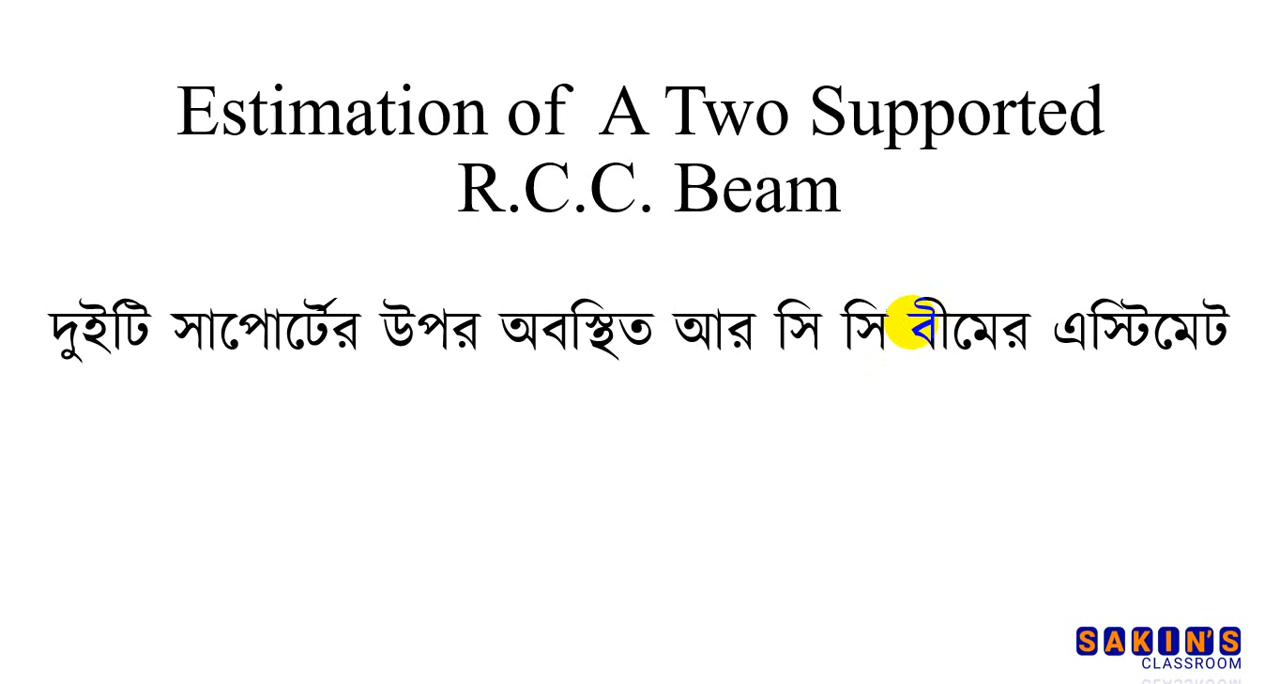 Estimation of A Two Supported
R.C.C. Beam
দুইটি সাপোর্টের উপর অবস্থিত আর সি সি বীমের এস্টিমেট
SAKIN'S
CLASSROOM